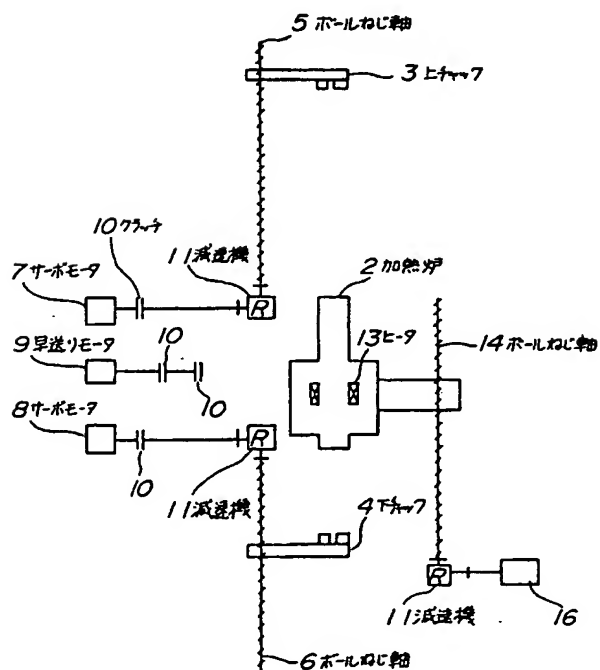 5 ボールねじ軸
3 上チャック
10 クラッチ
11 減速機
2 加熱炉
7 サーボモータ
R
13 ヒータ
14 ボールねじ軸
9 早送りモータ
10
10
8 サーボモータ
R
10
11 減速機
4 下チャック
R
11 減速機
16
6 ボールねじ軸